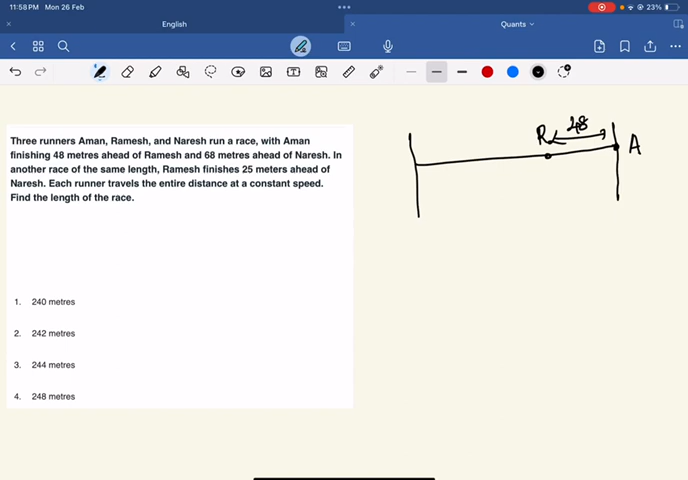 11:58 PM Mon 26 Feb
23%
English
Quants
Three runners Aman, Ramesh, and Naresh run a race, with Aman
finishing 48 metres ahead of Ramesh and 68 metres ahead of Naresh. In
another race of the same length, Ramesh finishes 25 meters ahead of
Naresh. Each runner travels the entire distance at a constant speed.
Find the length of the race.
R 48 A
1. 240 metres
2. 242 metres
3. 244 metres
4. 248 metres